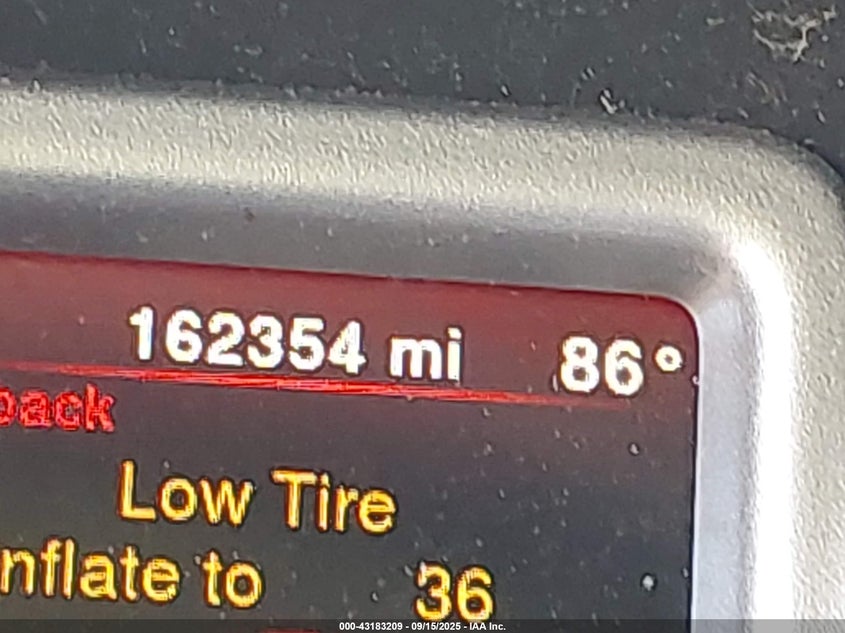 162354 mi 86°
back
Low Tire
nflate to 36
000-43183209 - 09/15/2025 - IAA Inc.